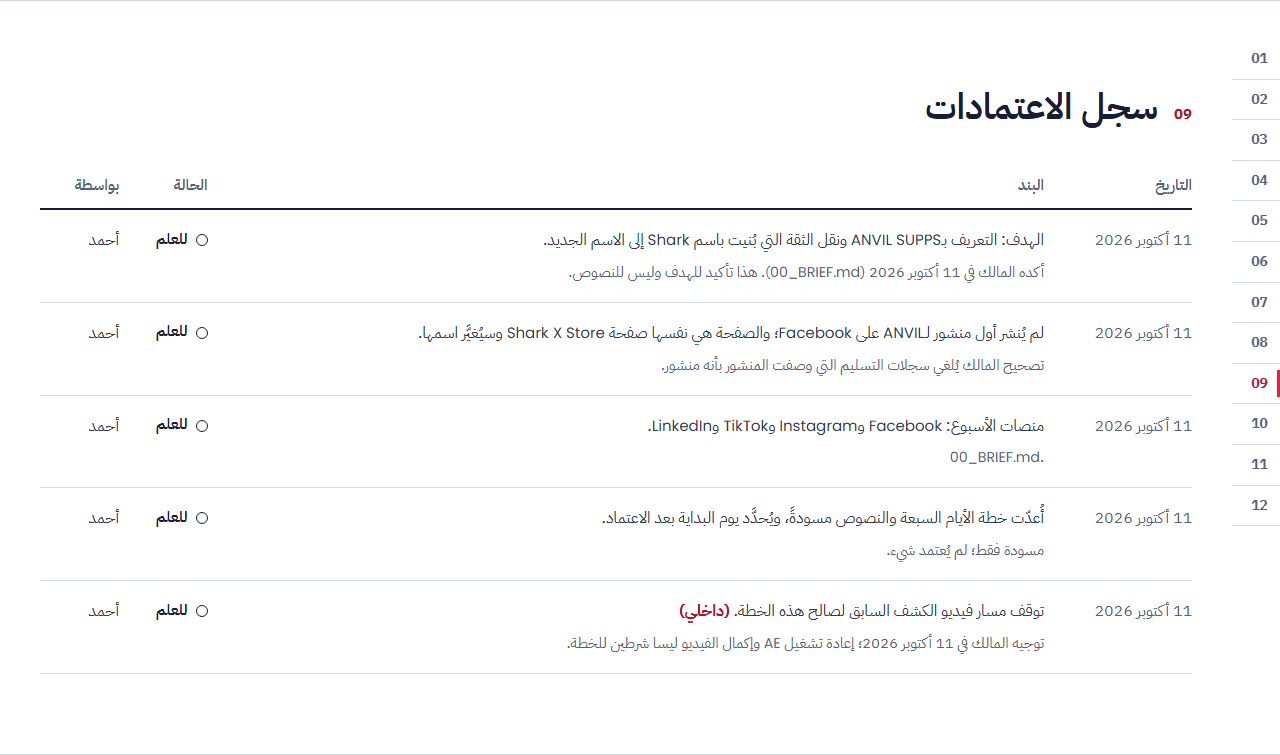 01
02
03
04
05
06
07
08
09
10
11
12
09 سجل الاعتمادات
التاريخ البند الحالة بواسطة
11 أكتوبر 2026 الهدف: التعريف بـANVIL SUPPS ونقل الثقة التي بُنيت باسم Shark إلى الاسم الجديد. للعلم أحمد
أكده المالك في 11 أكتوبر 2026 (00_BRIEF.md). هذا تأكيد للهدف وليس للنصوص.
11 أكتوبر 2026 لم يُنشر أول منشور لـANVIL على Facebook؛ والصفحة هي نفسها صفحة Shark X Store وسيُغيَّر اسمها. للعلم أحمد
تصحيح المالك يُلغي سجلات التسليم التي وصفت المنشور بأنه منشور.
11 أكتوبر 2026 منصات الأسبوع: Facebook وInstagram وTikTok وLinkedIn. للعلم أحمد
.00_BRIEF.md
11 أكتوبر 2026 أُعدّت خطة الأيام السبعة والنصوص مسودةً، ويُحدَّد يوم البداية بعد الاعتماد. للعلم أحمد
مسودة فقط؛ لم يُعتمد شيء.
11 أكتوبر 2026 توقف مسار فيديو الكشف السابق لصالح هذه الخطة. (داخلي) للعلم أحمد
توجيه المالك في 11 أكتوبر 2026؛ إعادة تشغيل AE وإكمال الفيديو ليسا شرطين للخطة.